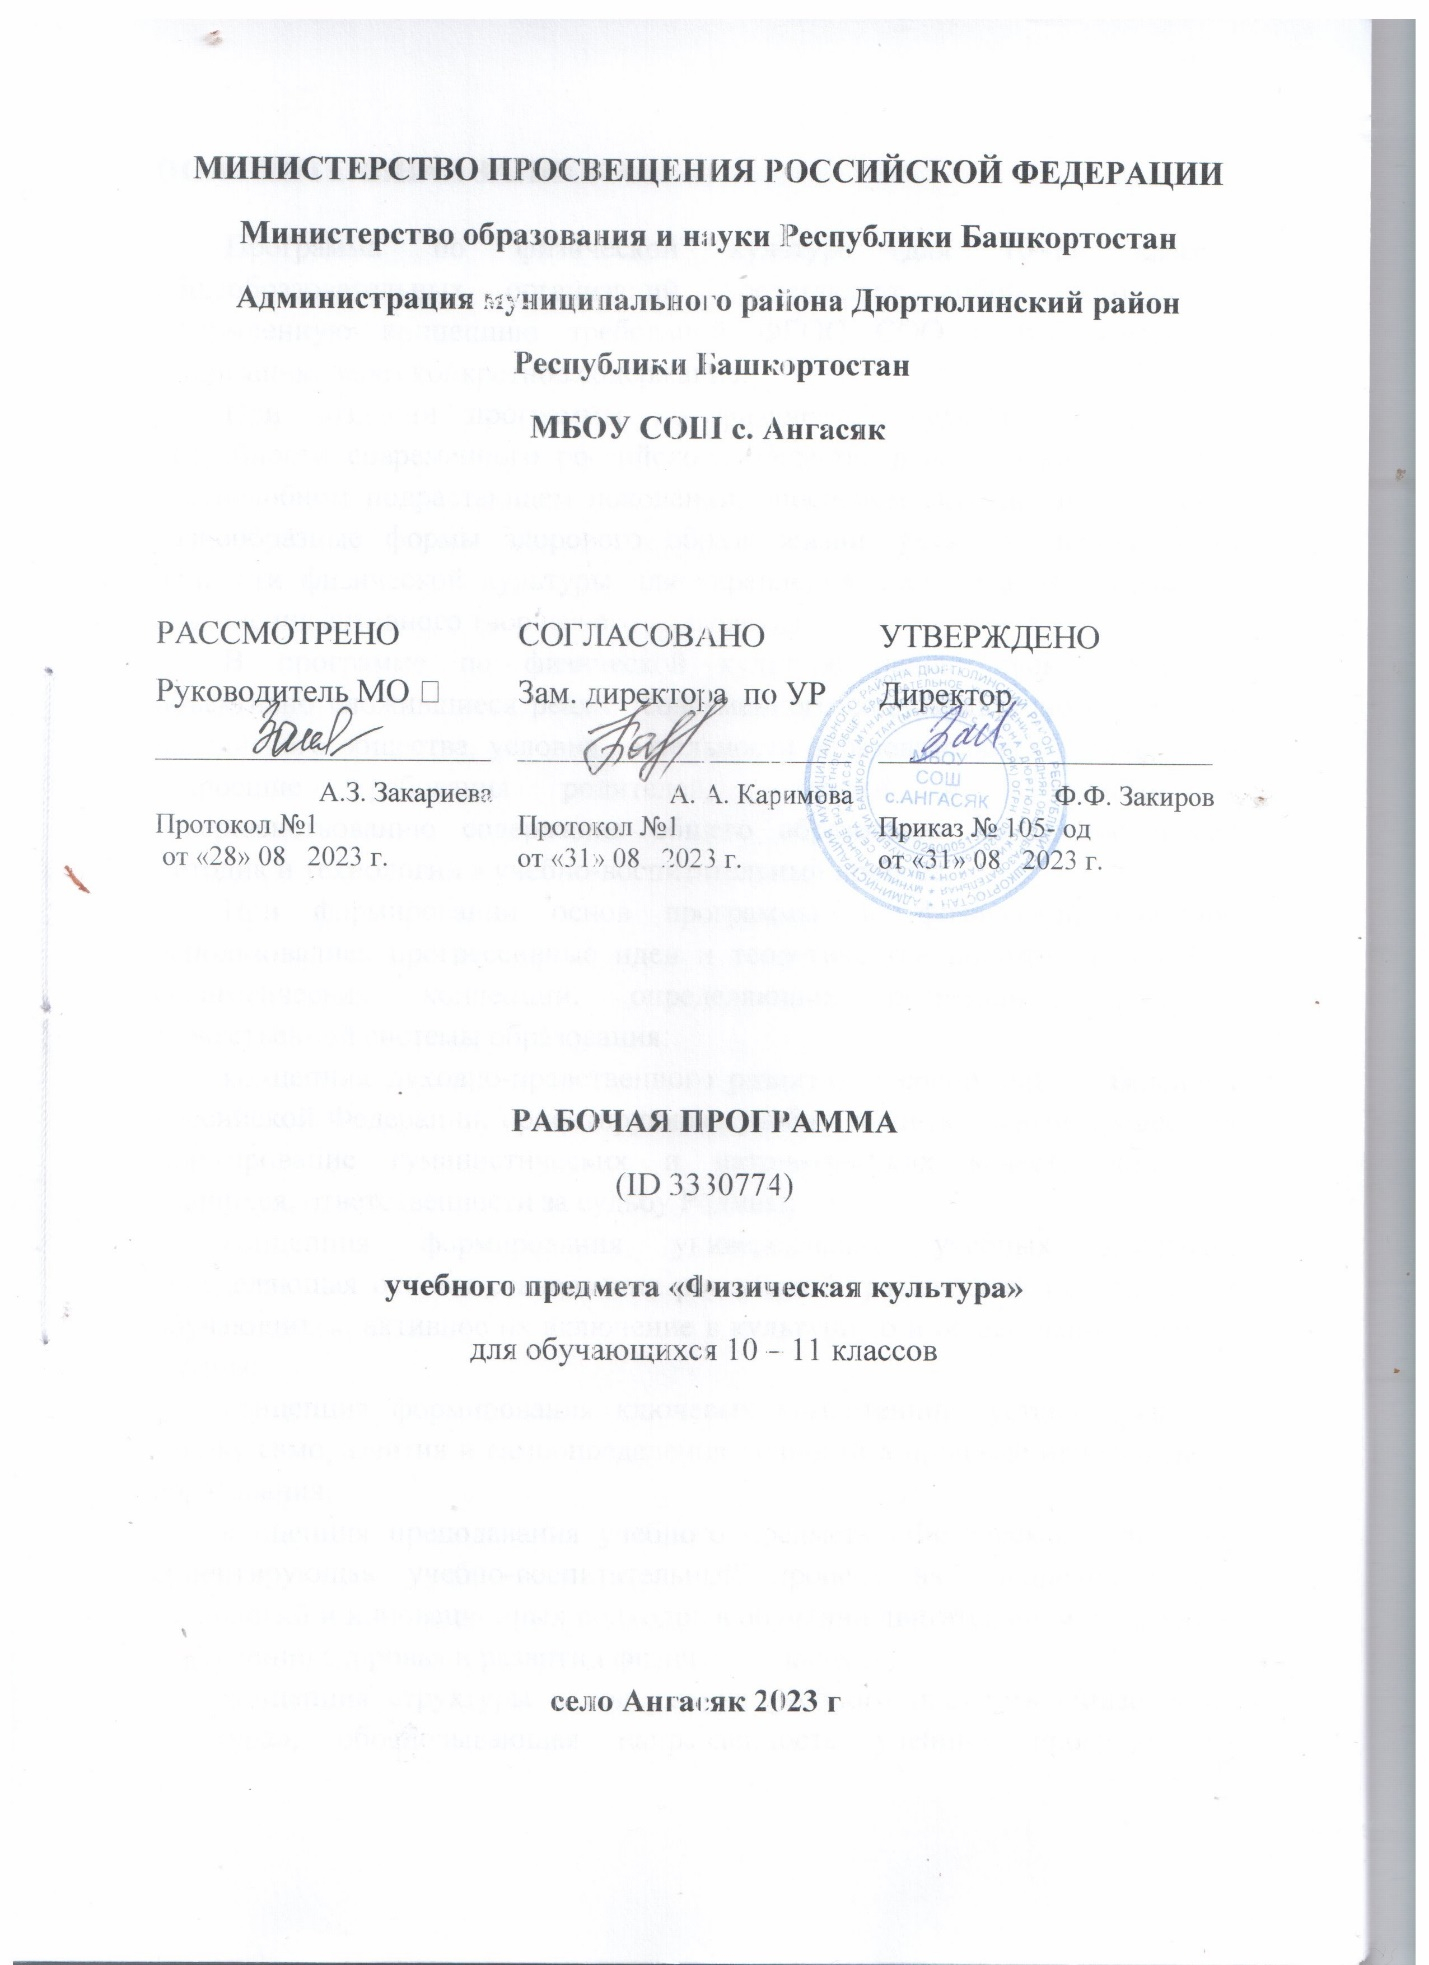 МИНИСТЕРСТВО ПРОСВЕЩЕНИЯ РОССИЙСКОЙ ФЕДЕРАЦИИ
Министерство образования и науки Республики Башкортостан
Администрация муниципального района Дюртюлинский район
Республики Башкортостан
МБОУ СОШ с. Ангасяк
РАССМОТРЕНО
Руководитель МО
А.З. Закариева
Протокол №1
от «28» 08 2023 г.
СОГЛАСОВАНО
Зам. директора по УР
А. А. Каримова
Протокол №1
от «31» 08 2023 г.
УТВЕРЖДЕНО
Директор
МБОУ
СОШ
с.АНГАСЯК
Ф.Ф. Закиров
Приказ № 105- од
от «31» 08 2023 г.
РАБОЧАЯ ПРОГРАММА
(ID 3330774)
учебного предмета «Физическая культура»
для обучающихся 10 – 11 классов
село Ангасяк 2023 г